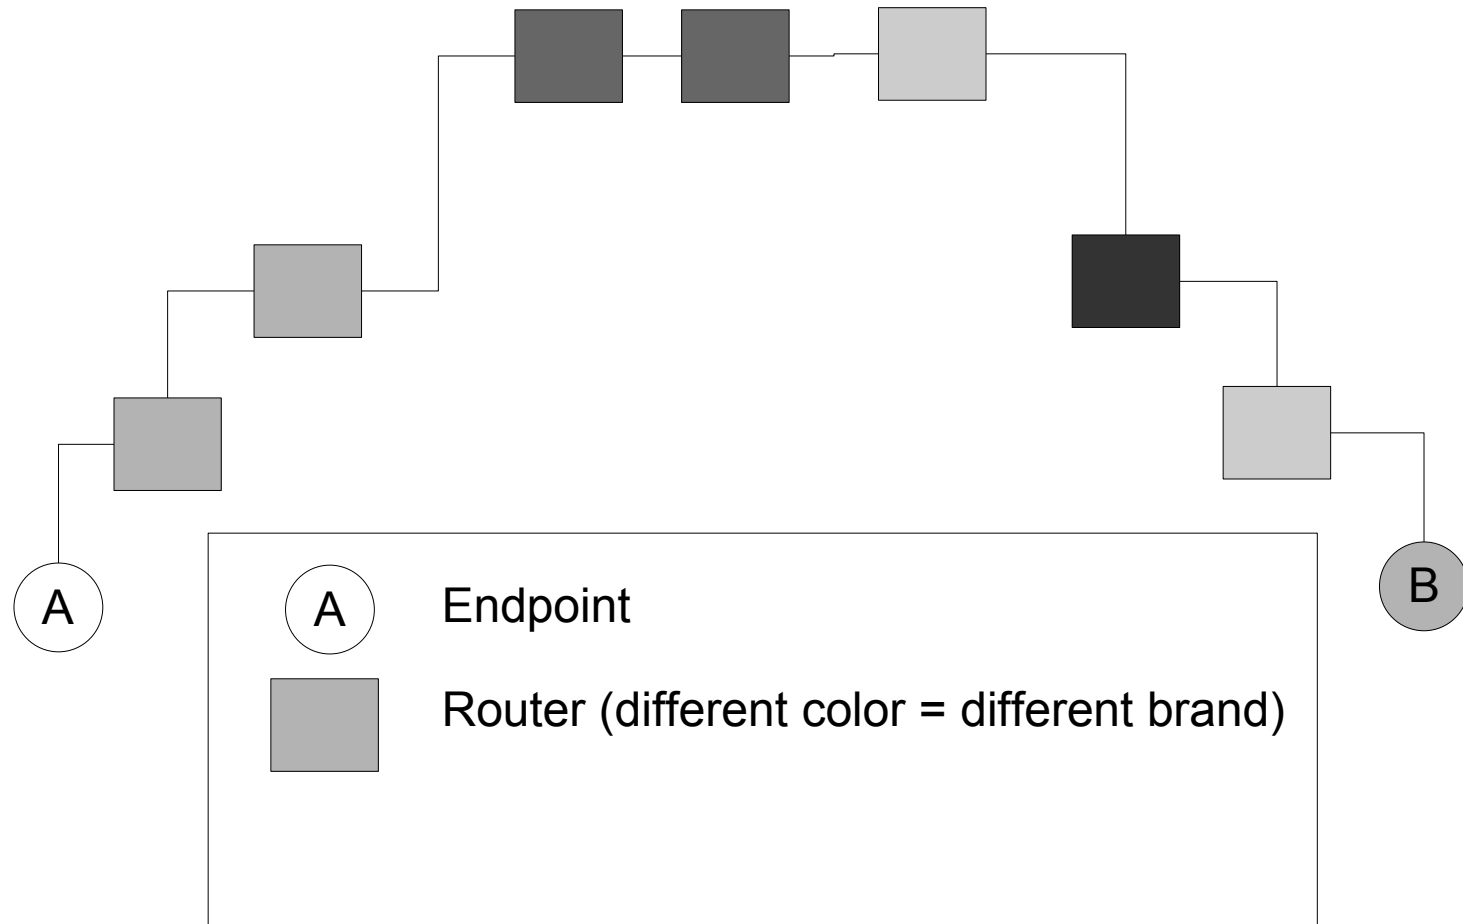 A
B
A
Endpoint
Router (different color = different brand)